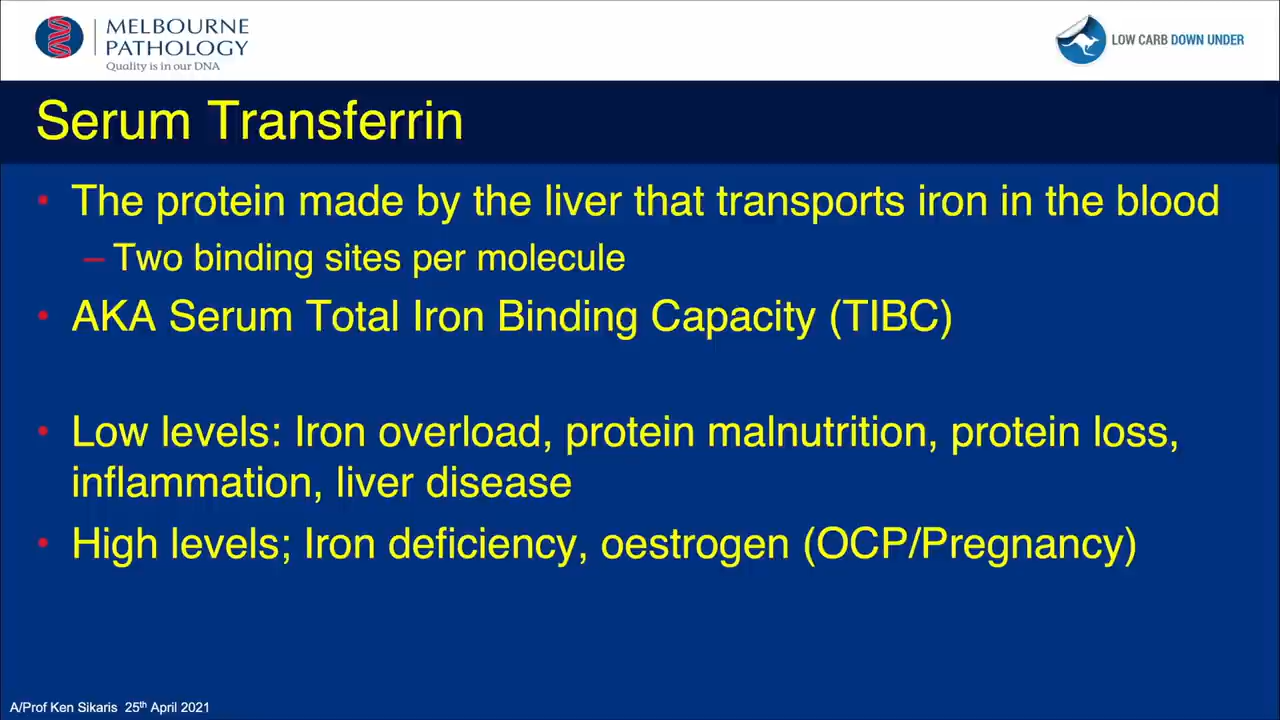 MELBOURNE
PATHOLOGY
Quality is in our DNA
LOW CARB DOWN UNDER
Serum Transferrin
• The protein made by the liver that transports iron in the blood
– Two binding sites per molecule
• AKA Serum Total Iron Binding Capacity (TIBC)
• Low levels: Iron overload, protein malnutrition, protein loss,
inflammation, liver disease
• High levels; Iron deficiency, oestrogen (OCP/Pregnancy)
A/Prof Ken Sikaris 25th April 2021